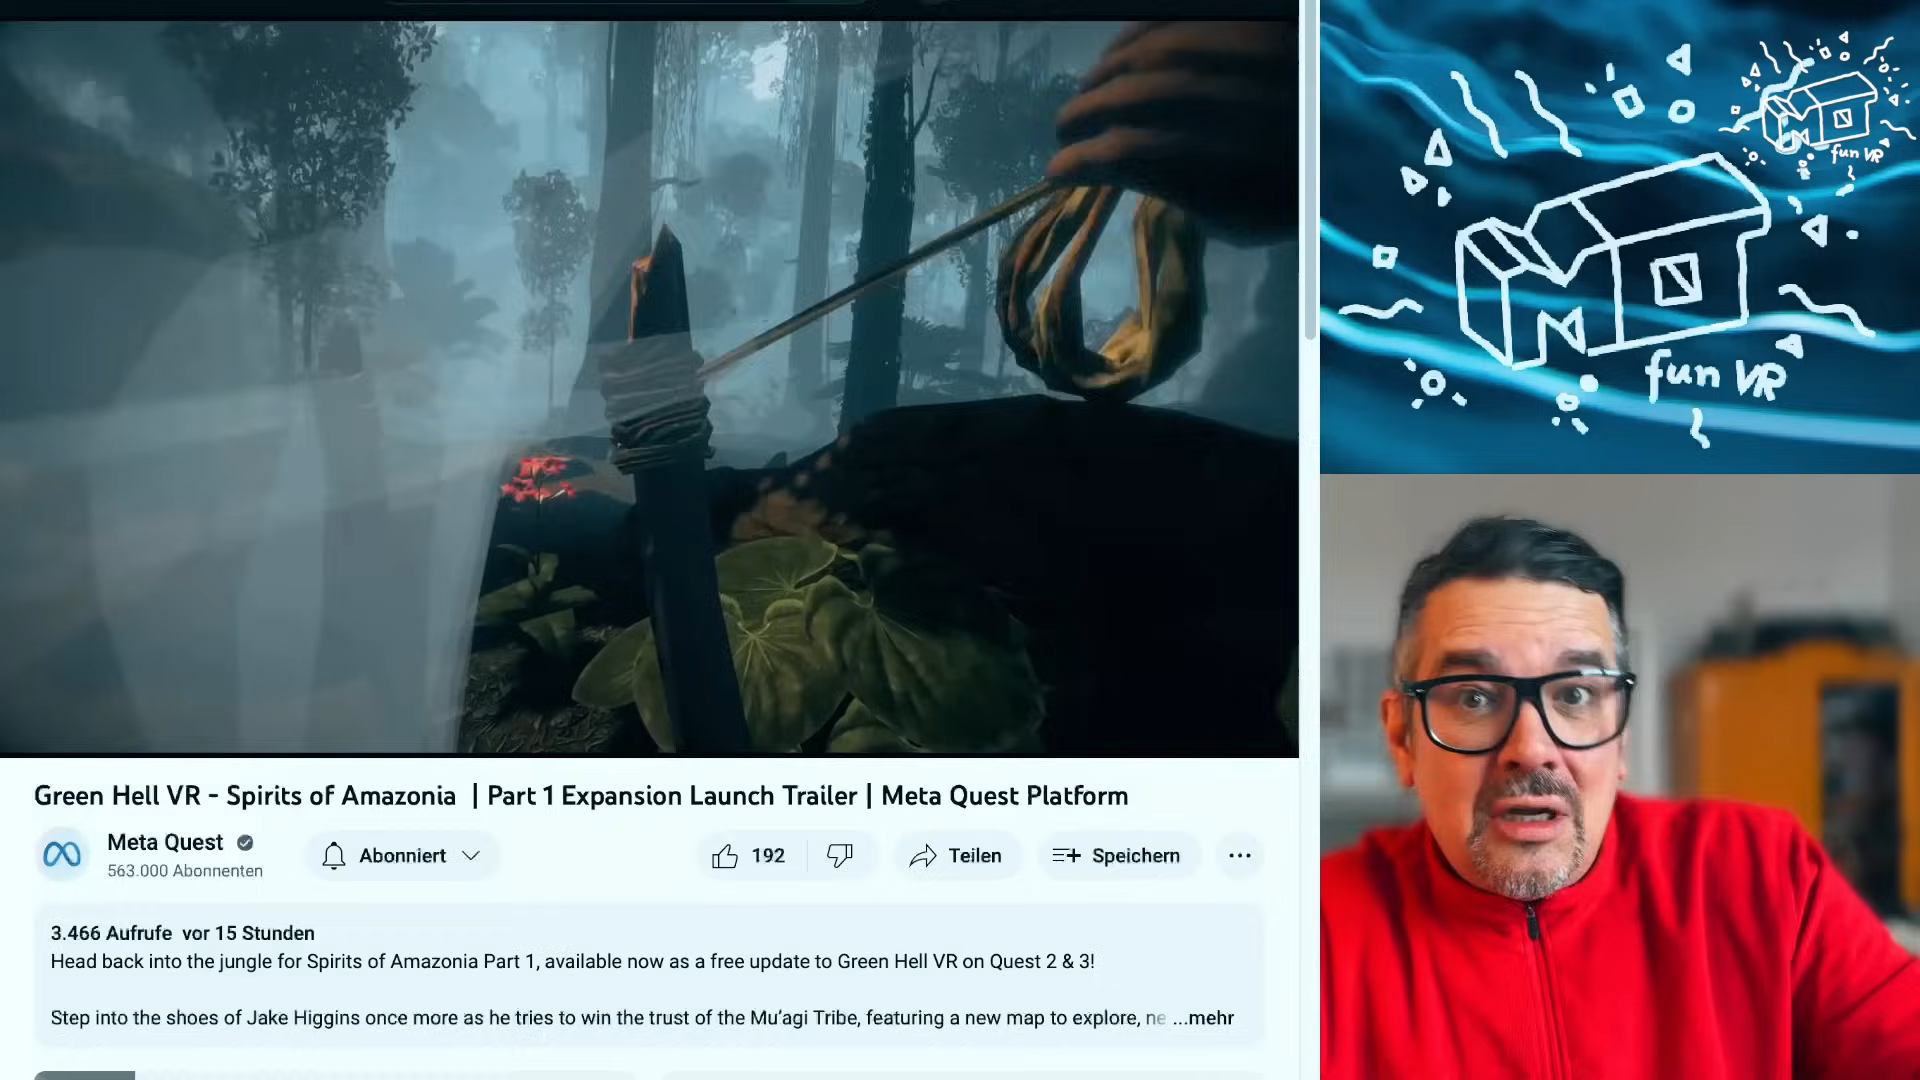 fun VR
fun VR
Green Hell VR - Spirits of Amazonia | Part 1 Expansion Launch Trailer | Meta Quest Platform
Meta Quest
563.000 Abonnenten
Abonniert
192
Teilen
Speichern
3.466 Aufrufe vor 15 Stunden
Head back into the jungle for Spirits of Amazonia Part 1, available now as a free update to Green Hell VR on Quest 2 & 3!
Step into the shoes of Jake Higgins once more as he tries to win the trust of the Mu’agi Tribe, featuring a new map to explore, ne ...mehr